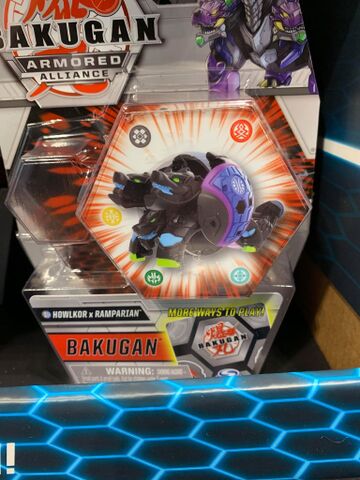 BAKUGAN
ARMORED
ALLIANCE
HOWLKOR x RAMPARIAN
MORE WAYS TO PLAY!
BAKUGAN
BAKUGAN
WARNING:
!